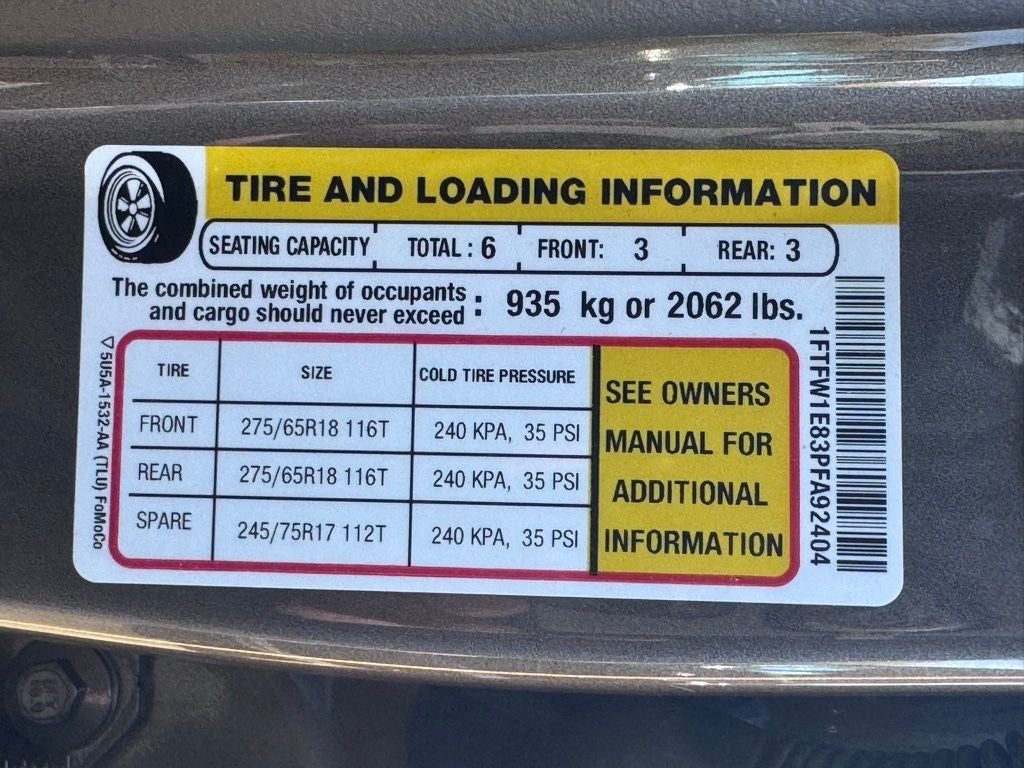 TIRE AND LOADING INFORMATION
SEATING CAPACITY TOTAL : 6 FRONT: 3 REAR: 3
The combined weight of occupants
and cargo should never exceed : 935 kg or 2062 lbs.
TIRE SIZE COLD TIRE PRESSURE
FRONT 275/65R18 116T 240 KPA, 35 PSI
REAR 275/65R18 116T 240 KPA, 35 PSI
SPARE 245/75R17 112T 240 KPA, 35 PSI
SEE OWNERS
MANUAL FOR
ADDITIONAL
INFORMATION
1FTFW1E83PFA92404
▽5U5A-1532-AA (TLU) FoMoCo